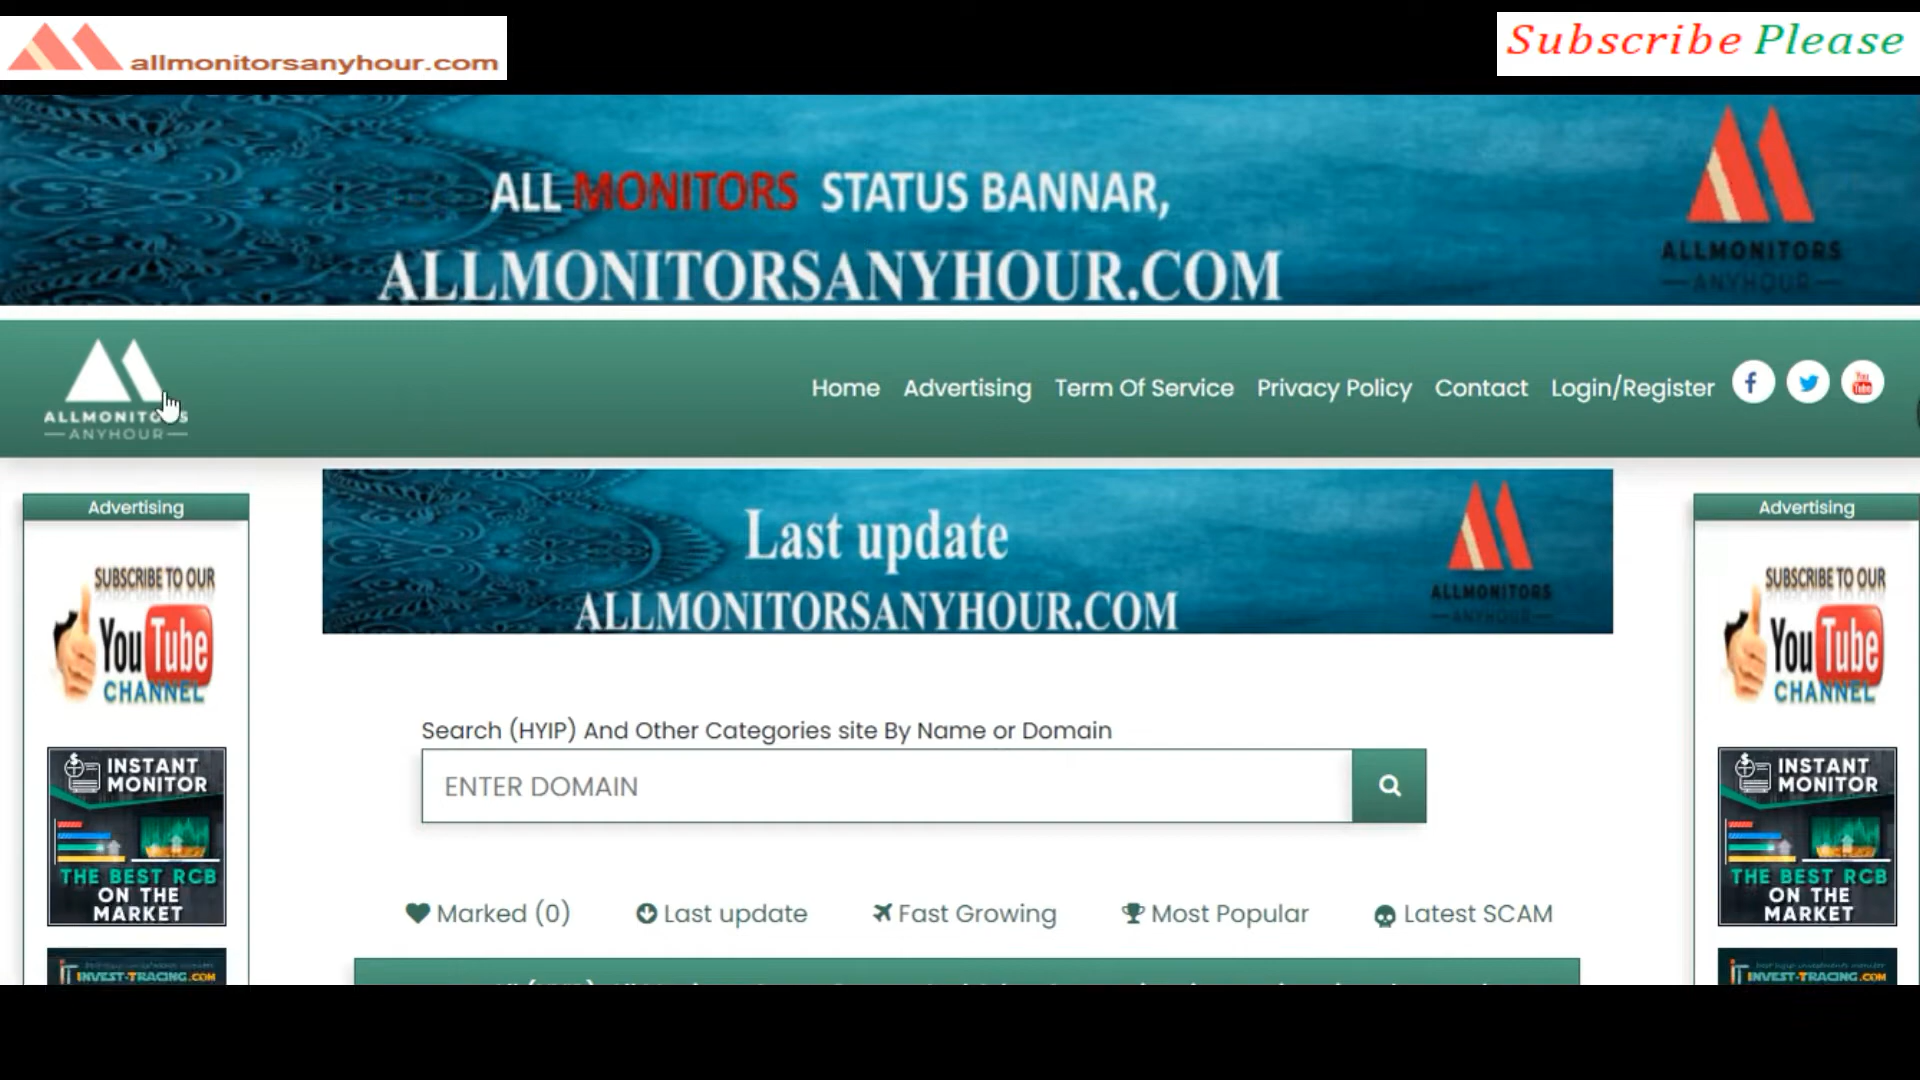 allmonitorsanyhour.com
Subscribe Please
ALL MONITORS STATUS BANNAR,
ALLMONITORSANYHOUR.COM
ALLMONITORS
ANYHOUR
ALLMONITORS
ANYHOUR
Home Advertising Term Of Service Privacy Policy Contact Login/Register
Advertising
Last update
ALLMONITORSANYHOUR.COM
ALLMONITORS
ANYHOUR
Advertising
SUBSCRIBE TO OUR
YouTube
CHANNEL
SUBSCRIBE TO OUR
YouTube
CHANNEL
Search (HYIP) And Other Categories site By Name or Domain
ENTER DOMAIN
INSTANT
MONITOR
THE BEST RCB
ON THE
MARKET
INSTANT
MONITOR
THE BEST RCB
ON THE
MARKET
Marked (0) Last update Fast Growing Most Popular Latest SCAM
INVEST-TRACING.COM
INVEST-TRACING.COM